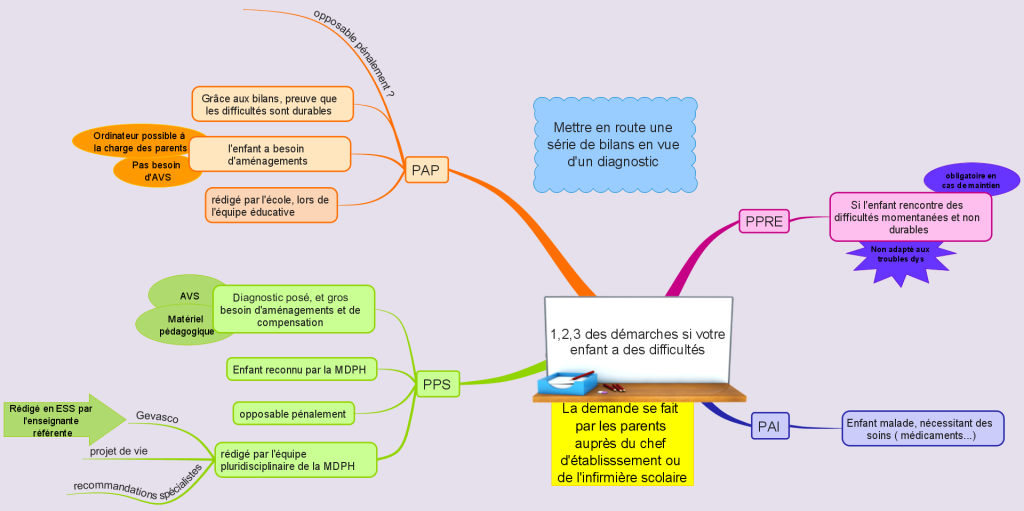 opposable pénalement ?
Grâce aux bilans, preuve que
les difficultés sont durables
Ordinateur possible à
la charge des parents
Pas besoin
d'AVS
l'enfant a besoin
d'aménagements
rédigé par l'école, lors de
l'équipe éducative
PAP
Mettre en route une
série de bilans en vue
d'un diagnostic
obligatoire en
cas de maintien
Si l'enfant rencontre des
difficultés momentanées et non
durables
Non adapté aux
troubles dys
PPRE
1,2,3 des démarches si votre
enfant a des difficultés
La demande se fait
par les parents
auprès du chef
d'établisssement ou
de l'infirmière scolaire
PAI
Enfant malade, nécessitant des
soins ( médicaments...)
AVS
Matériel
pédagogique
Diagnostic posé, et gros
besoin d'aménagements et de
compensation
Enfant reconnu par la MDPH
opposable pénalement
rédigé par l'équipe
pluridisciplinaire de la MDPH
PPS
Rédigé en ESS par
l'enseignante
référente
Gevasco
projet de vie
recommandations spécialistes